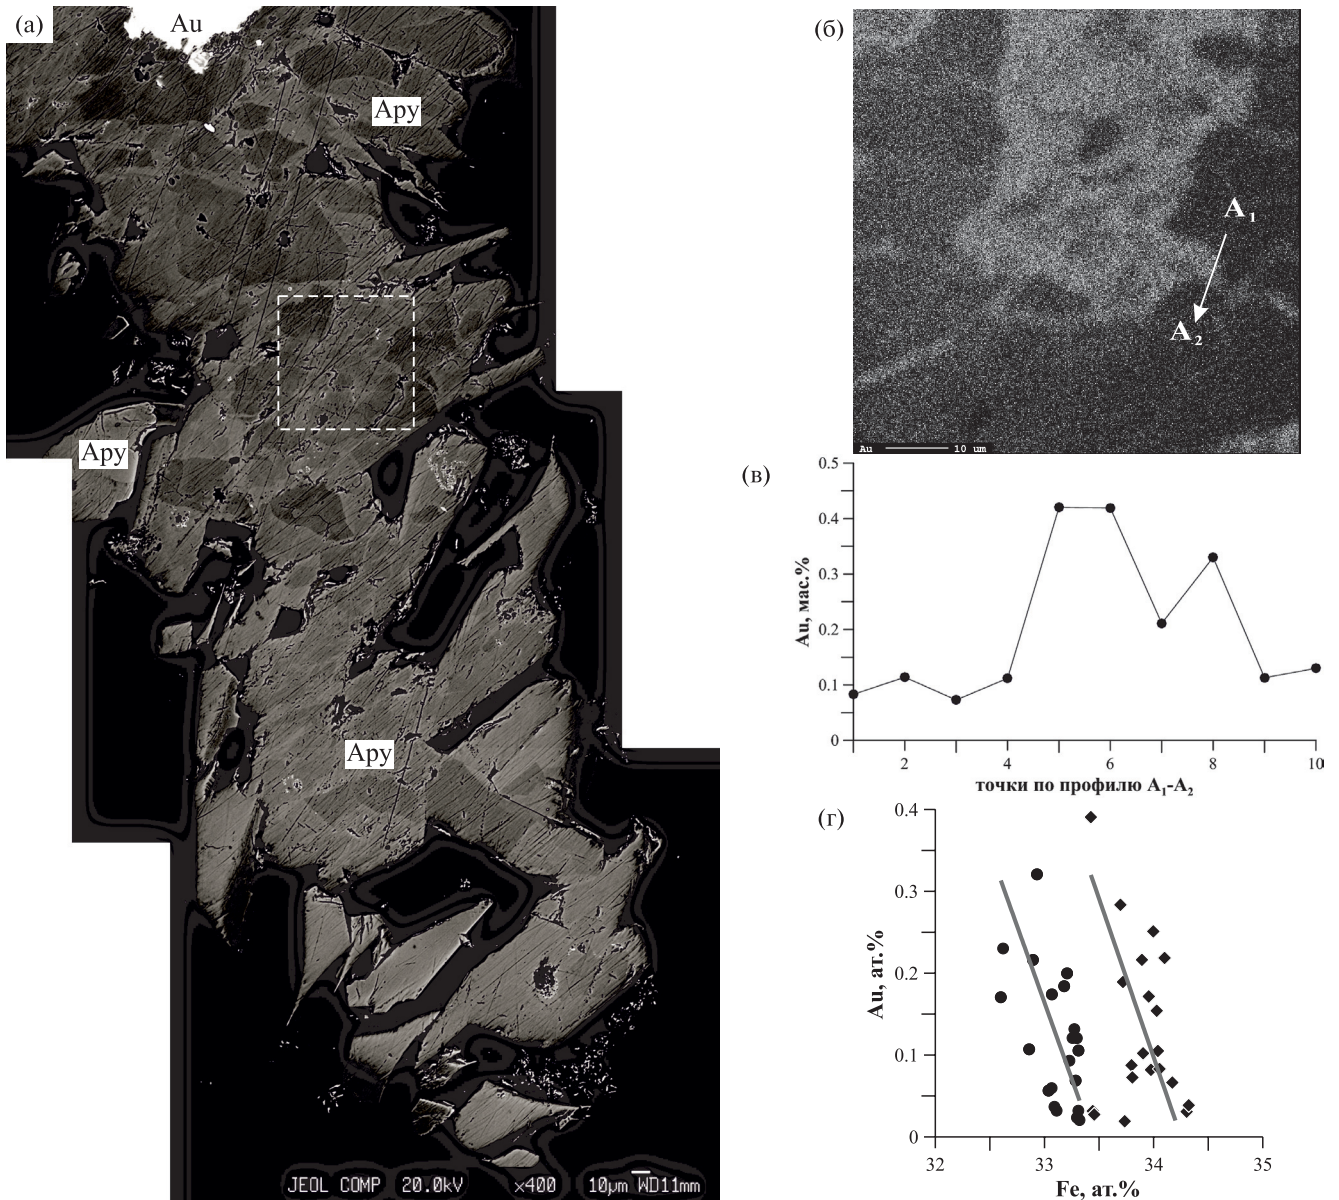 (а)
Au
Apy
Apy
Apy
JEOL COMP 20.0kV ×400 10µm WD11mm
(б)
A1
A2
Au 10 um
(в)
0.5
0.4
0.3
0.2
0.1
0
Au, мас.%
2 4 6 8 10
точки по профилю A1-A2
(г)
0.4
0.3
0.2
0.1
0
Au, ат.%
32 33 34 35
Fe, ат.%